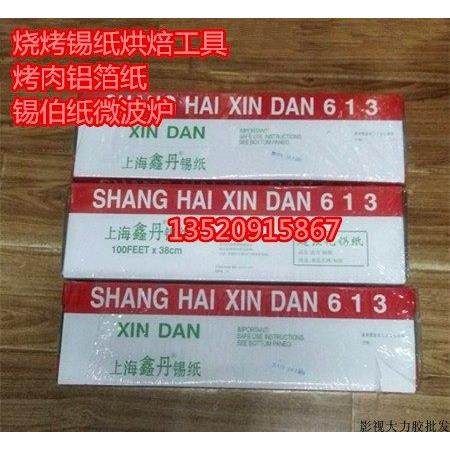 烧烤锡纸烘焙工具
烤肉铝箔纸
锡伯纸微波炉
SHANG HAI XIN DAN 6 1 3
XIN DAN
IMPORTANT:
SAFE USE INSTRUCTIONS
SEE BOTTOM PANEL
上海鑫丹®锡纸
SHANG HAI XIN DAN 6 1 3
上海鑫丹
13520915867
100FEET x 38cm
SHANG HAI XIN DAN 6 1 3
XIN DAN
IMPORTANT:
SAFE USE INSTRUCTIONS
SEE BOTTOM PANEL
上海鑫丹®锡纸
影视大力胶批发